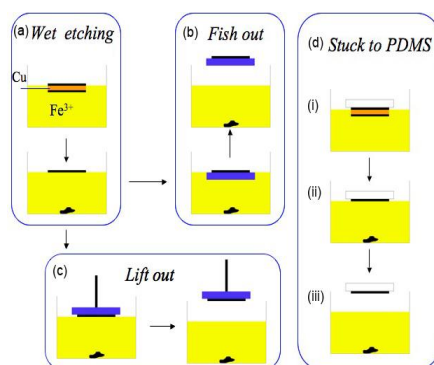 (a) Wet etching
Cu
Fe³⁺
(b) Fish out
(c) Lift out
(d) Stuck to PDMS
(i)
(ii)
(iii)